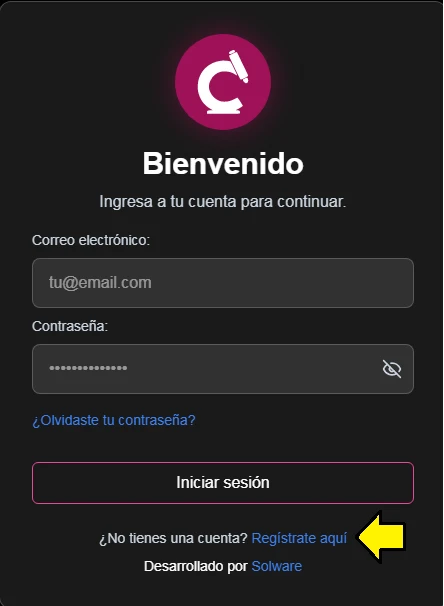 Bienvenido
Ingresa a tu cuenta para continuar.
Correo electrónico:
tu@email.com
Contraseña:
••••••••••••••
¿Olvidaste tu contraseña?
Iniciar sesión
¿No tienes una cuenta? Regístrate aquí
Desarrollado por Solware